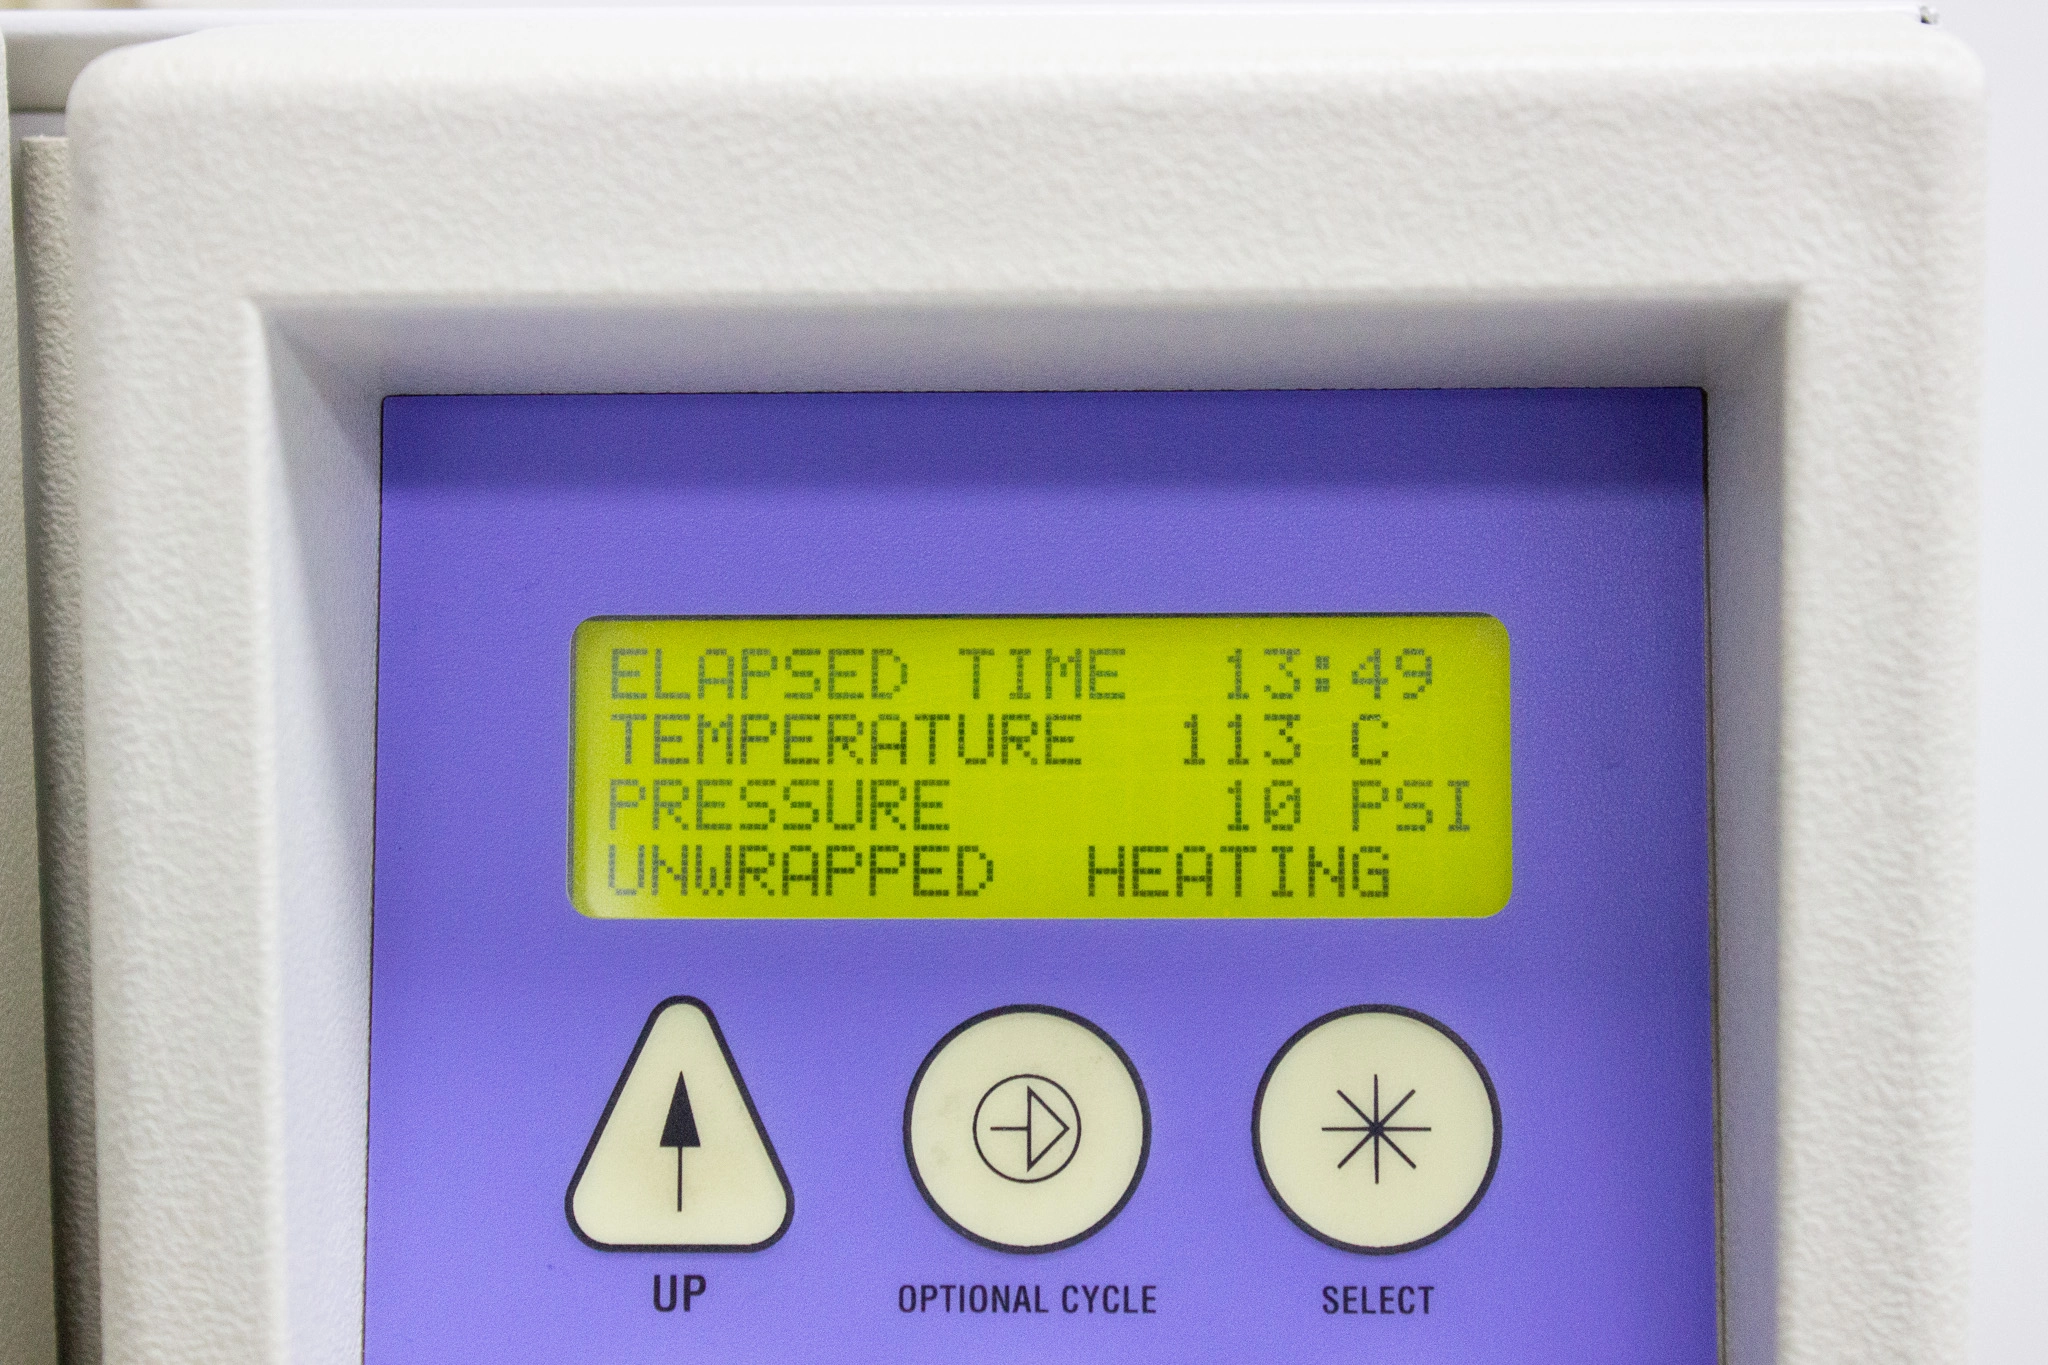 ELAPSED TIME 13:49
TEMPERATURE 113 C
PRESSURE 10 PSI
UNWRAPPED HEATING
UP OPTIONAL CYCLE SELECT